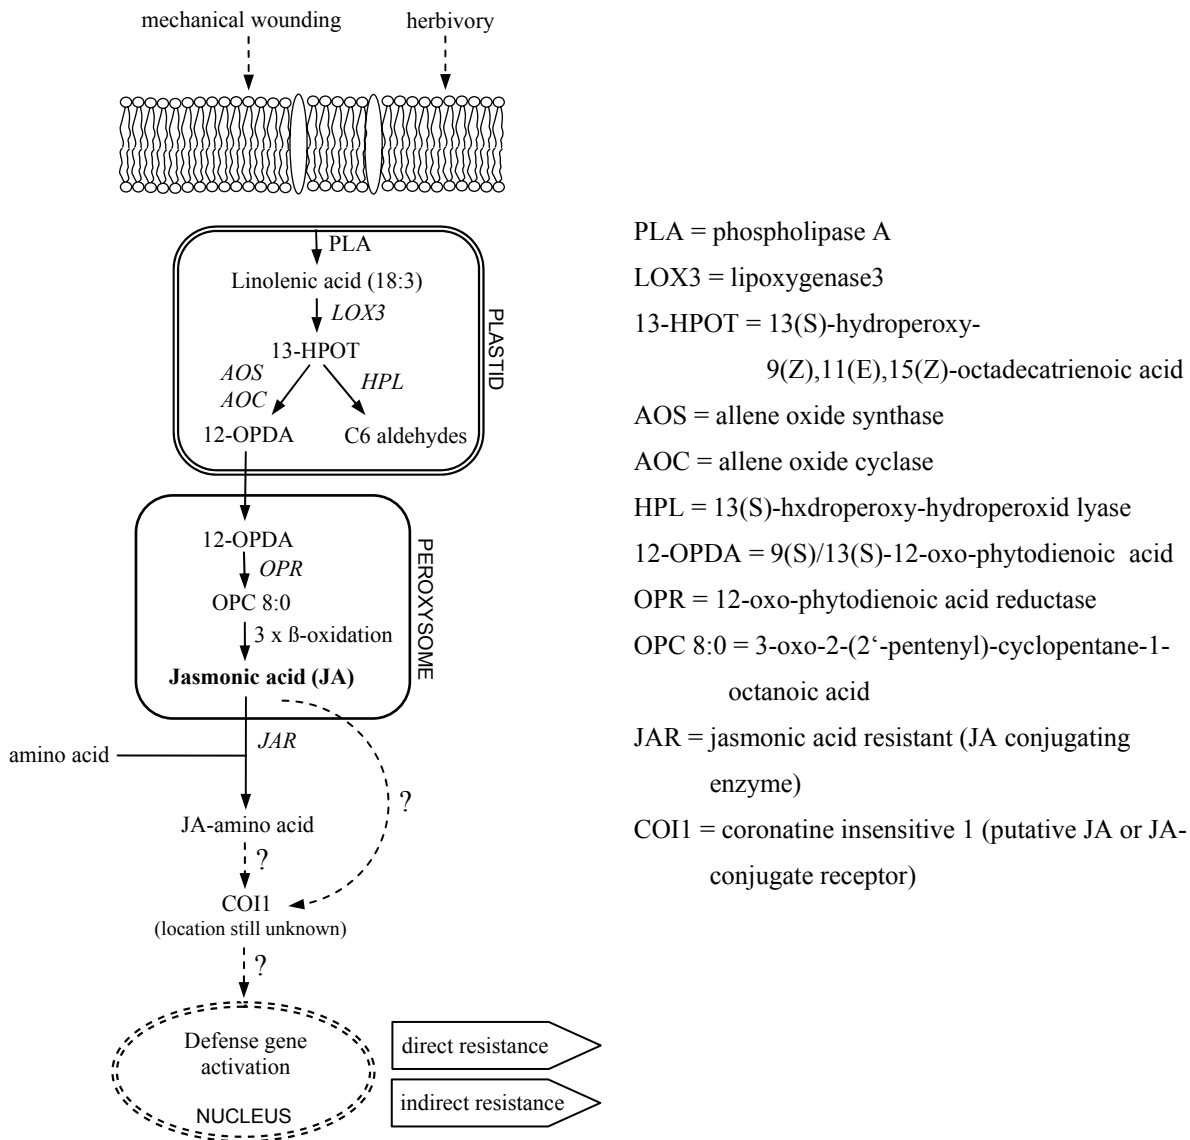 mechanical wounding
herbivory
PLA
Linolenic acid (18:3)
LOX3
13-HPOT
AOS
AOC
HPL
12-OPDA
C6 aldehydes
PLASTID
12-OPDA
OPR
OPC 8:0
3 x ß-oxidation
Jasmonic acid (JA)
PEROXYSOME
JAR
amino acid
?
JA-amino acid
?
COI1
(location still unknown)
?
Defense gene
activation
NUCLEUS
direct resistance
indirect resistance
PLA = phospholipase A
LOX3 = lipoxygenase3
13-HPOT = 13(S)-hydroperoxy-
9(Z),11(E),15(Z)-octadecatrienoic acid
AOS = allene oxide synthase
AOC = allene oxide cyclase
HPL = 13(S)-hxdroperoxy-hydroperoxid lyase
12-OPDA = 9(S)/13(S)-12-oxo-phytodienoic acid
OPR = 12-oxo-phytodienoic acid reductase
OPC 8:0 = 3-oxo-2-(2‘-pentenyl)-cyclopentane-1-
octanoic acid
JAR = jasmonic acid resistant (JA conjugating
enzyme)
COI1 = coronatine insensitive 1 (putative JA or JA-
conjugate receptor)